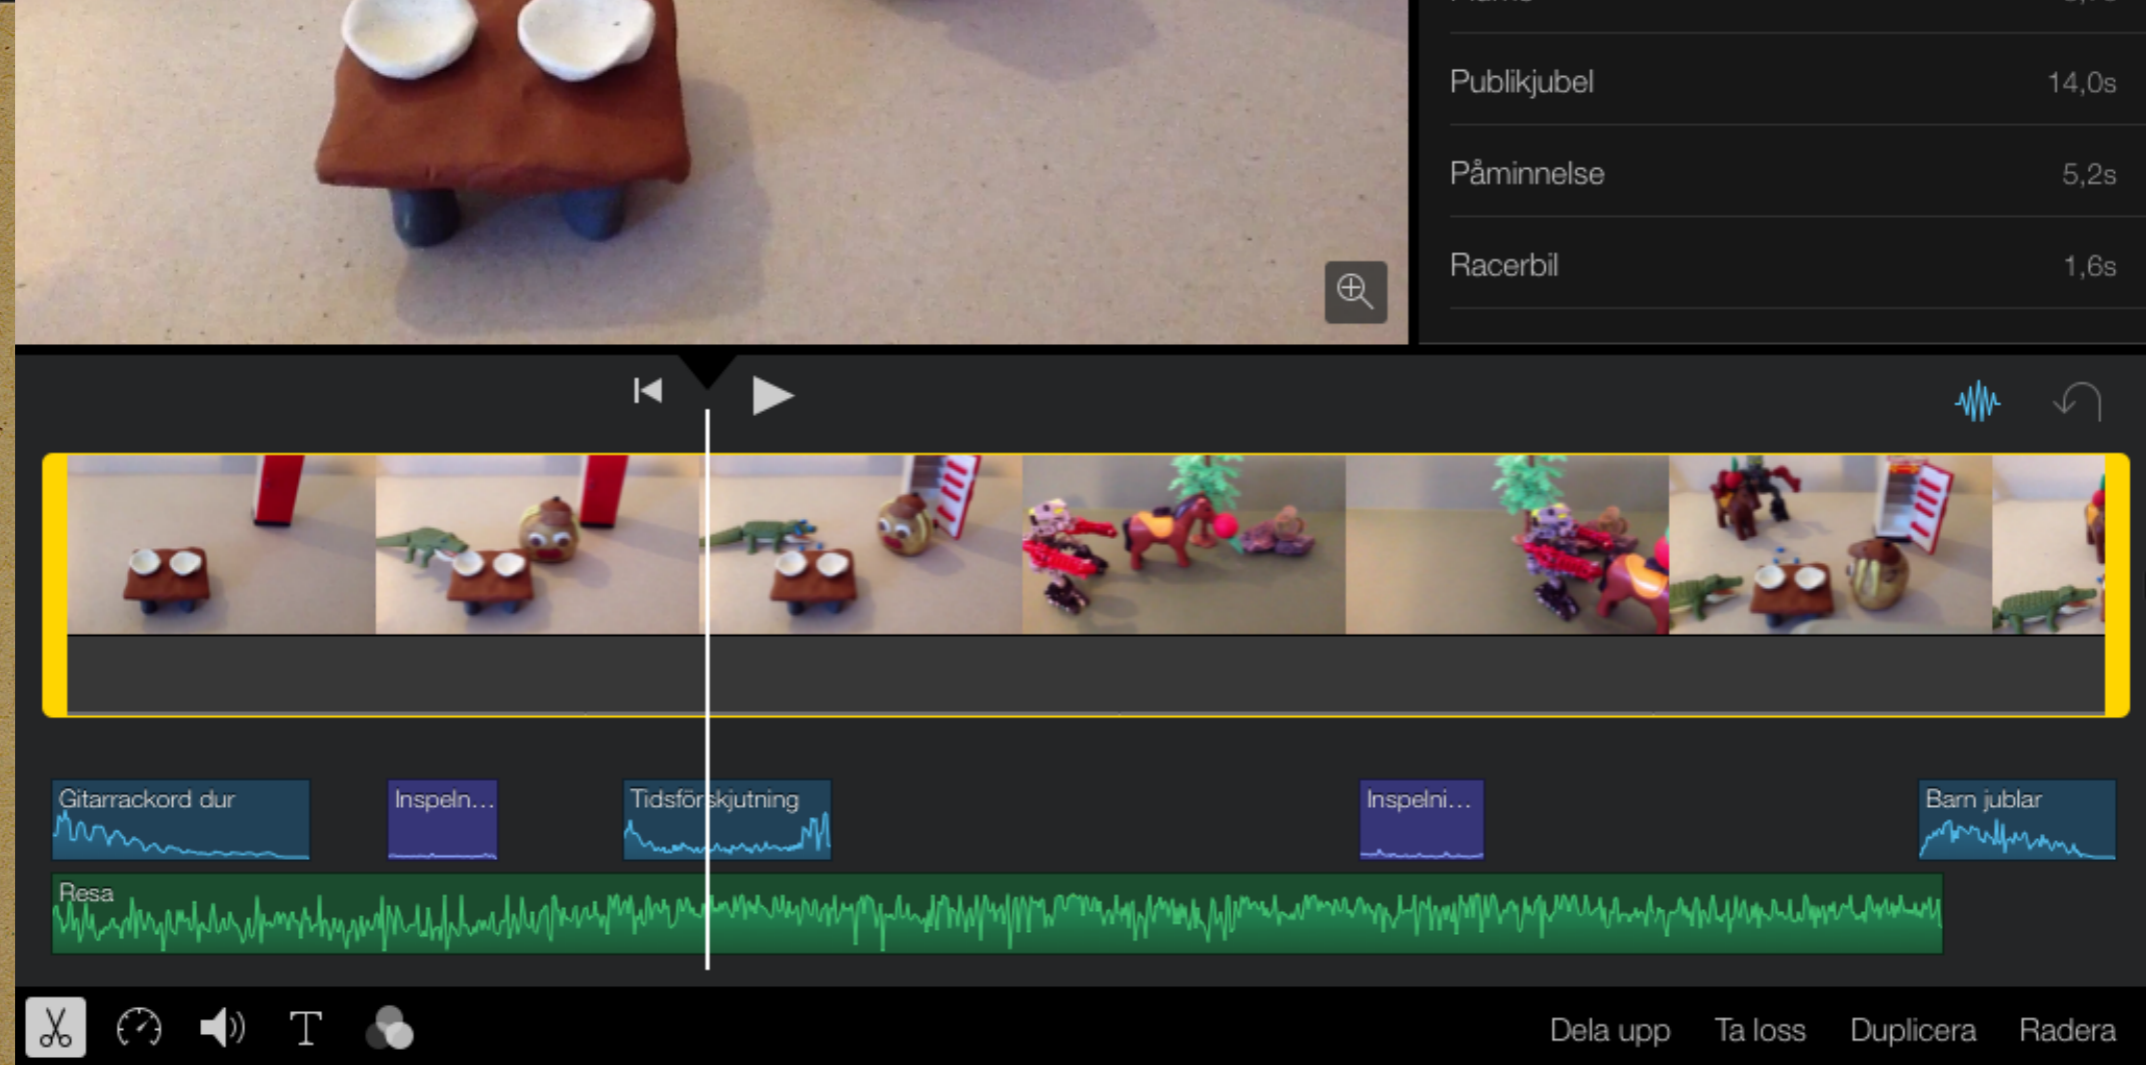 Publikjubel 14,0s
Påminnelse 5,2s
Racerbil 1,6s
Gitarrackord dur
Inspeln...
Tidsförskjutning
Inspelni...
Barn jublar
Resa
T
Dela upp Ta loss Duplicera Radera